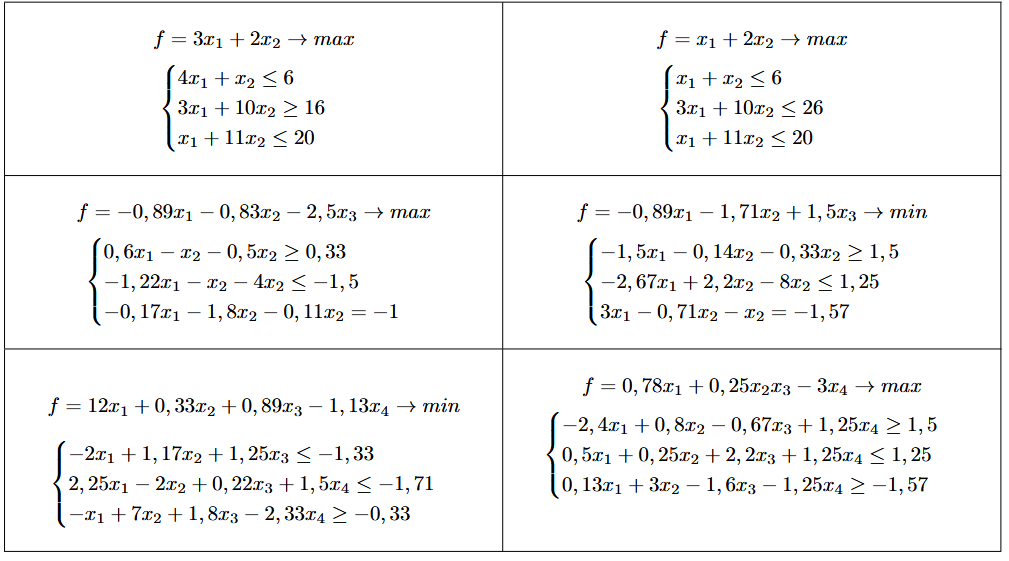 f = 3x₁ + 2x₂ → max
4x₁ + x₂ ≤ 6
3x₁ + 10x₂ ≥ 16
x₁ + 11x₂ ≤ 20
f = x₁ + 2x₂ → max
x₁ + x₂ ≤ 6
3x₁ + 10x₂ ≤ 26
x₁ + 11x₂ ≤ 20
f = −0,89x₁ − 0,83x₂ − 2,5x₃ → max
0,6x₁ − x₂ − 0,5x₂ ≥ 0,33
−1,22x₁ − x₂ − 4x₂ ≤ −1,5
−0,17x₁ − 1,8x₂ − 0,11x₂ = −1
f = −0,89x₁ − 1,71x₂ + 1,5x₃ → min
−1,5x₁ − 0,14x₂ − 0,33x₂ ≥ 1,5
−2,67x₁ + 2,2x₂ − 8x₂ ≤ 1,25
3x₁ − 0,71x₂ − x₂ = −1,57
f = 12x₁ + 0,33x₂ + 0,89x₃ − 1,13x₄ → min
−2x₁ + 1,17x₂ + 1,25x₃ ≤ −1,33
2,25x₁ − 2x₂ + 0,22x₃ + 1,5x₄ ≤ −1,71
−x₁ + 7x₂ + 1,8x₃ − 2,33x₄ ≥ −0,33
f = 0,78x₁ + 0,25x₂x₃ − 3x₄ → max
−2,4x₁ + 0,8x₂ − 0,67x₃ + 1,25x₄ ≥ 1,5
0,5x₁ + 0,25x₂ + 2,2x₃ + 1,25x₄ ≤ 1,25
0,13x₁ + 3x₂ − 1,6x₃ − 1,25x₄ ≥ −1,57